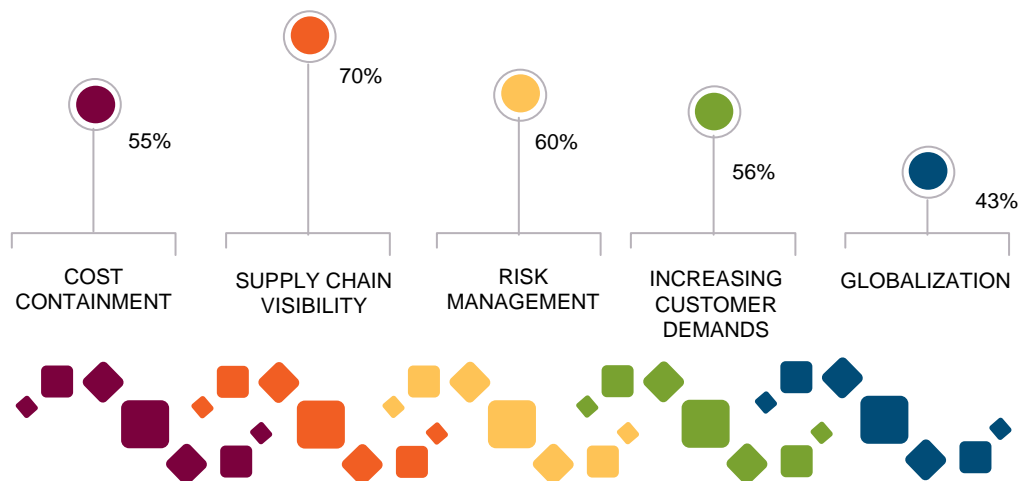 55%
70%
60%
56%
43%
COST
CONTAINMENT
SUPPLY CHAIN
VISIBILITY
RISK
MANAGEMENT
INCREASING
CUSTOMER
DEMANDS
GLOBALIZATION